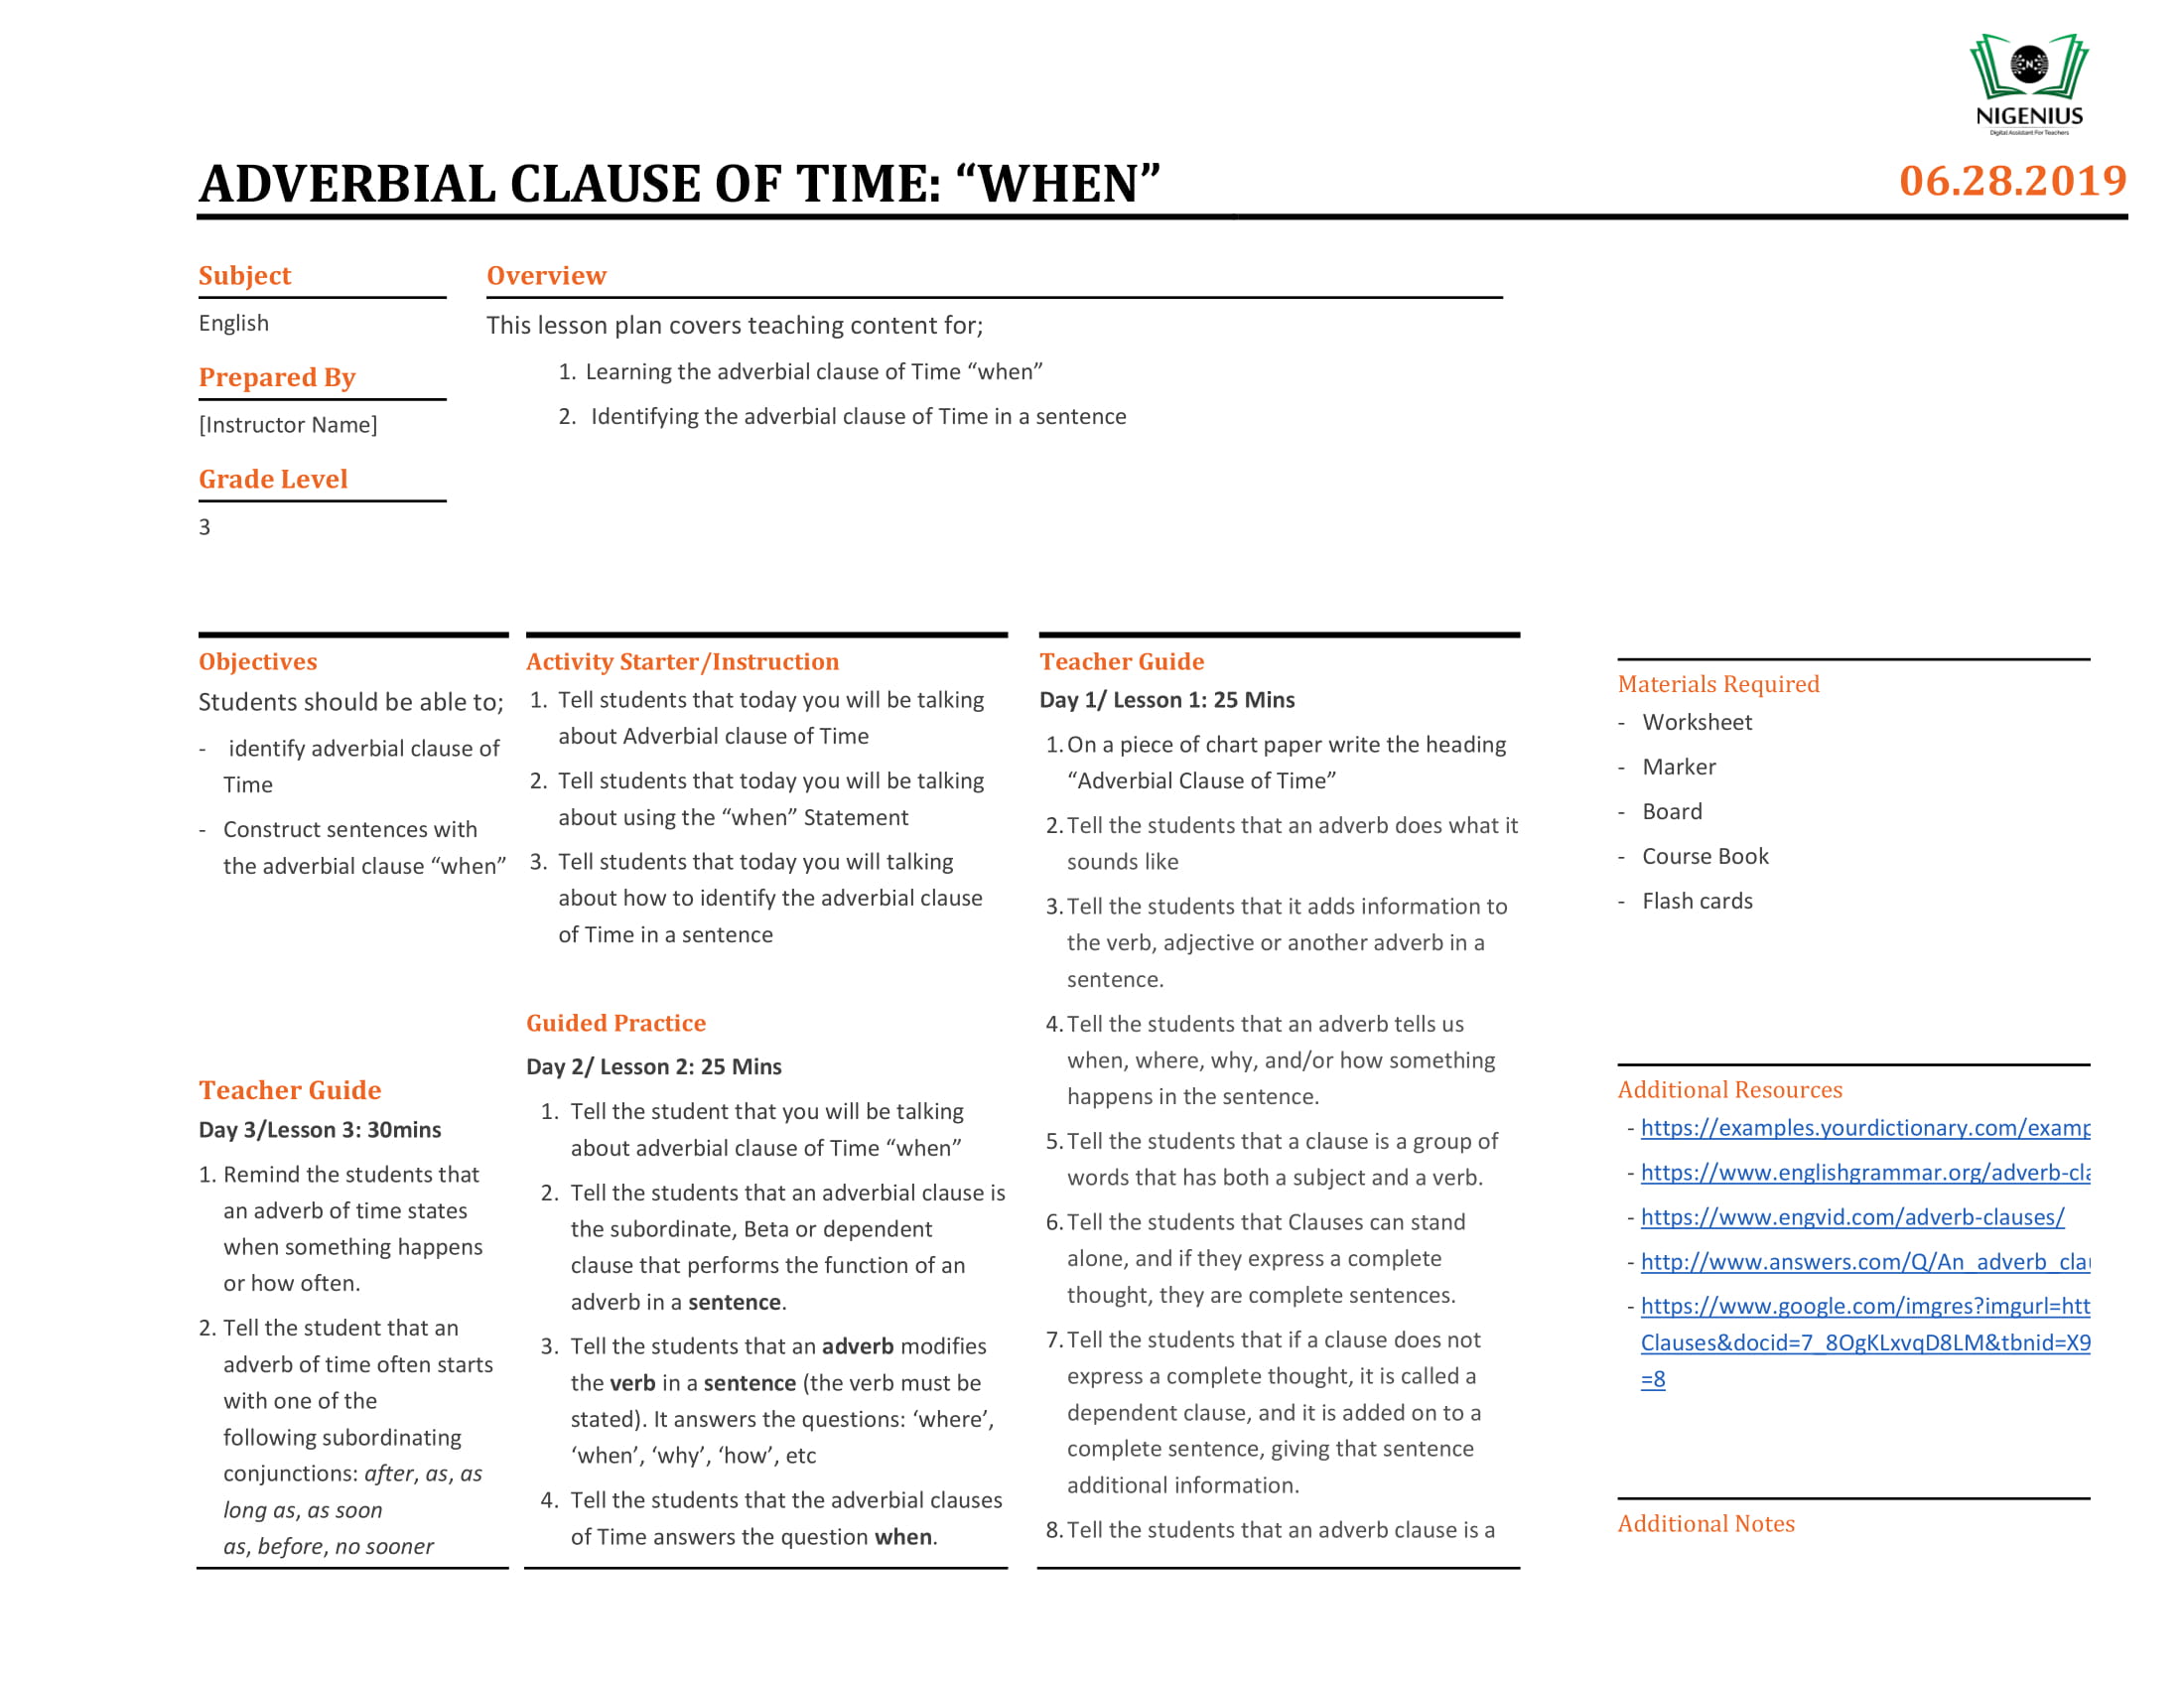 NIGENIUS
Digital Assistant For Teachers
ADVERBIAL CLAUSE OF TIME: “WHEN”
06.28.2019
Subject
English
Prepared By
[Instructor Name]
Grade Level
3
Overview
This lesson plan covers teaching content for;
1. Learning the adverbial clause of Time “when”
2. Identifying the adverbial clause of Time in a sentence
Objectives
Students should be able to;
- identify adverbial clause of
Time
- Construct sentences with
the adverbial clause “when”
Teacher Guide
Day 3/Lesson 3: 30mins
1. Remind the students that
an adverb of time states
when something happens
or how often.
2. Tell the student that an
adverb of time often starts
with one of the
following subordinating
conjunctions: after, as, as
long as, as soon
as, before, no sooner
Activity Starter/Instruction
1. Tell students that today you will be talking
about Adverbial clause of Time
2. Tell students that today you will be talking
about using the “when” Statement
3. Tell students that today you will talking
about how to identify the adverbial clause
of Time in a sentence
Guided Practice
Day 2/ Lesson 2: 25 Mins
1. Tell the student that you will be talking
about adverbial clause of Time “when”
2. Tell the students that an adverbial clause is
the subordinate, Beta or dependent
clause that performs the function of an
adverb in a sentence.
3. Tell the students that an adverb modifies
the verb in a sentence (the verb must be
stated). It answers the questions: ‘where’,
‘when’, ‘why’, ‘how’, etc
4. Tell the students that the adverbial clauses
of Time answers the question when.
Teacher Guide
Day 1/ Lesson 1: 25 Mins
1. On a piece of chart paper write the heading
“Adverbial Clause of Time”
2. Tell the students that an adverb does what it
sounds like
3. Tell the students that it adds information to
the verb, adjective or another adverb in a
sentence.
4. Tell the students that an adverb tells us
when, where, why, and/or how something
happens in the sentence.
5. Tell the students that a clause is a group of
words that has both a subject and a verb.
6. Tell the students that Clauses can stand
alone, and if they express a complete
thought, they are complete sentences.
7. Tell the students that if a clause does not
express a complete thought, it is called a
dependent clause, and it is added on to a
complete sentence, giving that sentence
additional information.
8. Tell the students that an adverb clause is a
Materials Required
- Worksheet
- Marker
- Board
- Course Book
- Flash cards
Additional Resources
- https://examples.yourdictionary.com/examp
- https://www.englishgrammar.org/adverb-cla
- https://www.engvid.com/adverb-clauses/
- http://www.answers.com/Q/An_adverb_clau
- https://www.google.com/imgres?imgurl=htt
Clauses&docid=7_8OgKLxvqD8LM&tbnid=X9
=8
Additional Notes